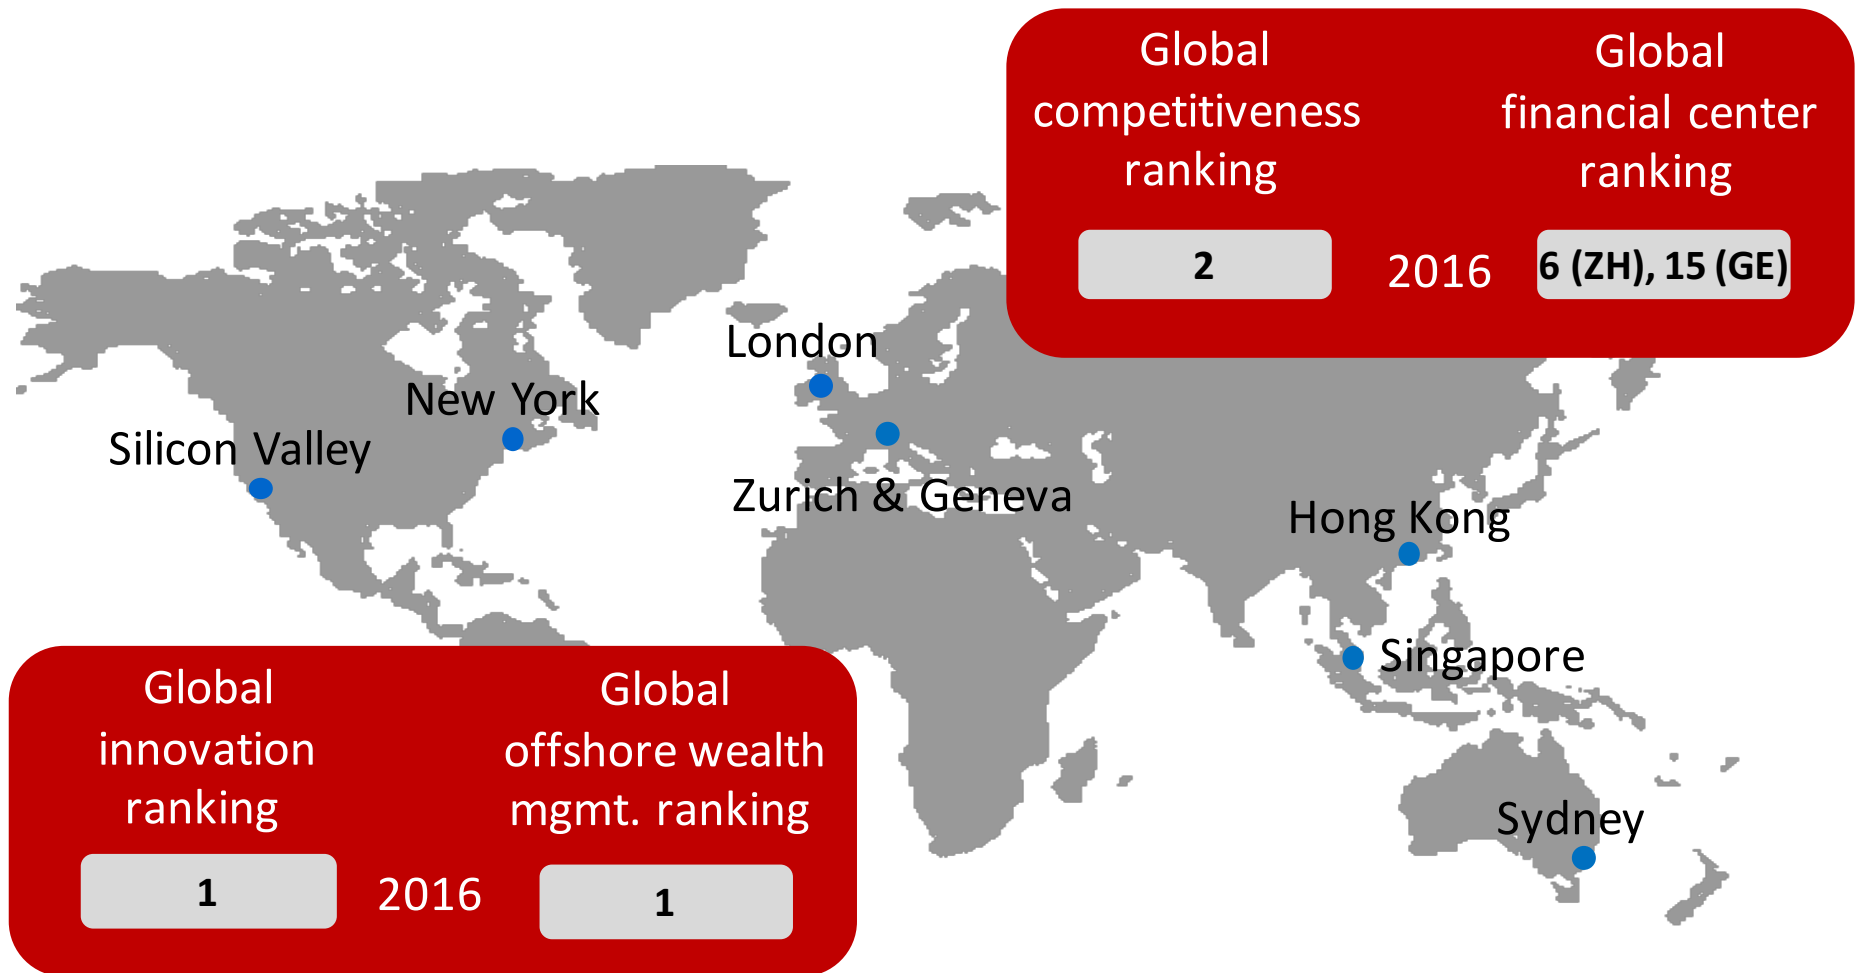 Global
competitiveness
ranking
2
2016
Global
financial center
ranking
6 (ZH), 15 (GE)
London
New York
Silicon Valley
Zurich & Geneva
Hong Kong
Singapore
Sydney
Global
innovation
ranking
1
2016
Global
offshore wealth
mgmt. ranking
1